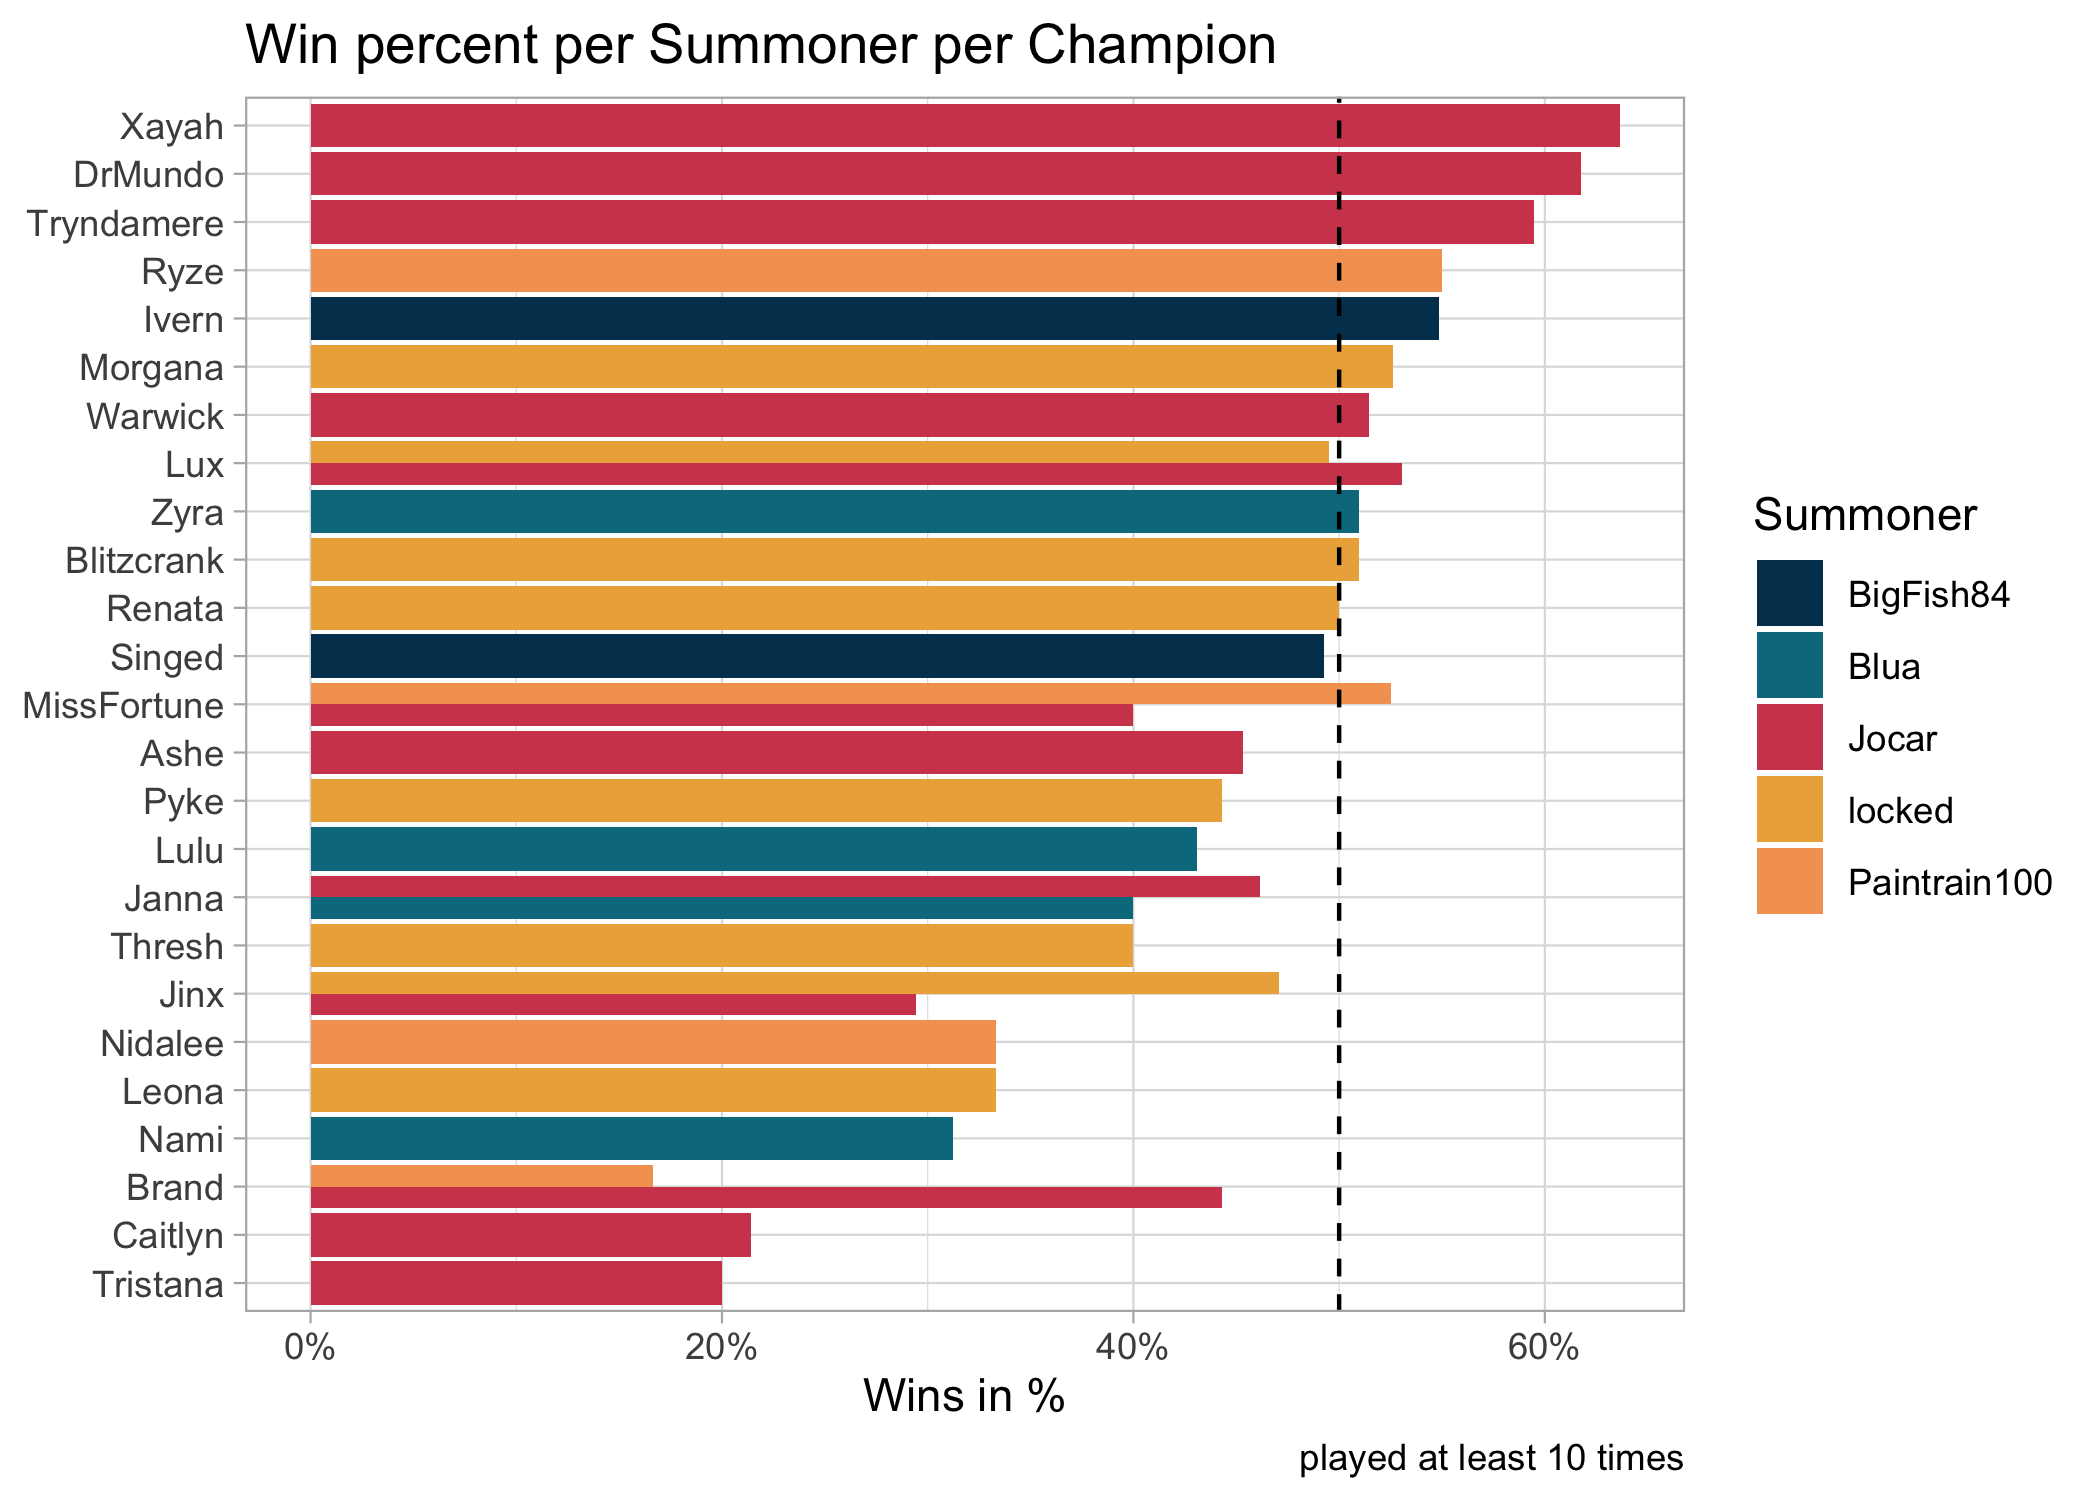 Win percent per Summoner per Champion
Xayah
DrMundo
Tryndamere
Ryze
Ivern
Morgana
Warwick
Lux
Zyra
Blitzcrank
Renata
Singed
MissFortune
Ashe
Pyke
Lulu
Janna
Thresh
Jinx
Nidalee
Leona
Nami
Brand
Caitlyn
Tristana
0% 20% 40% 60%
Wins in %
played at least 10 times
Summoner
BigFish84
Blua
Jocar
locked
Paintrain100